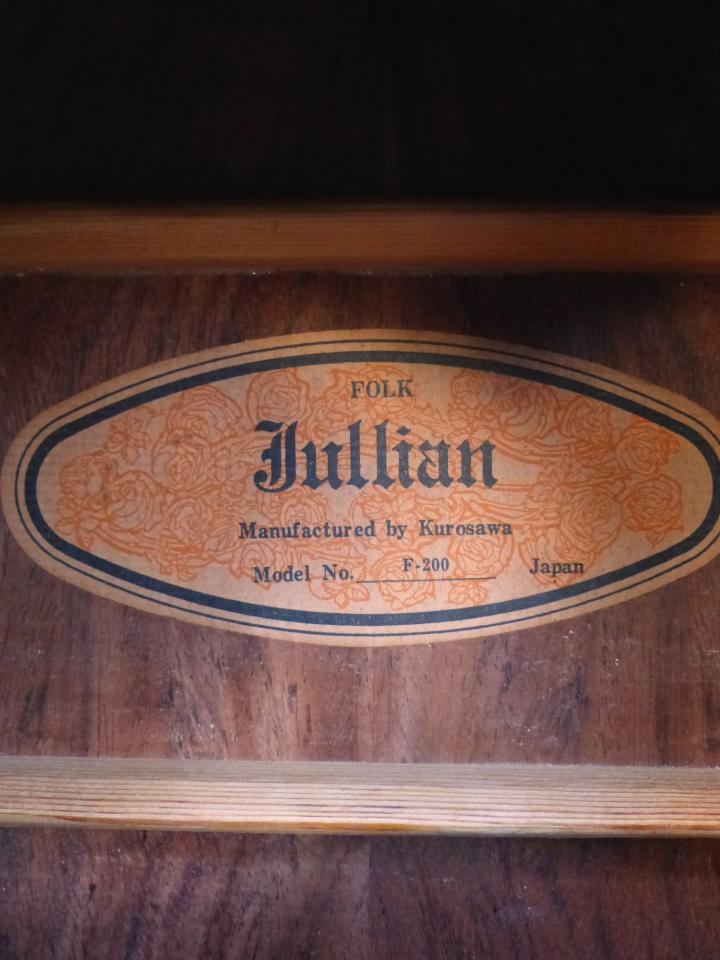 FOLK
Jullian
Manufactured by Kurosawa
Model No. F-200 Japan